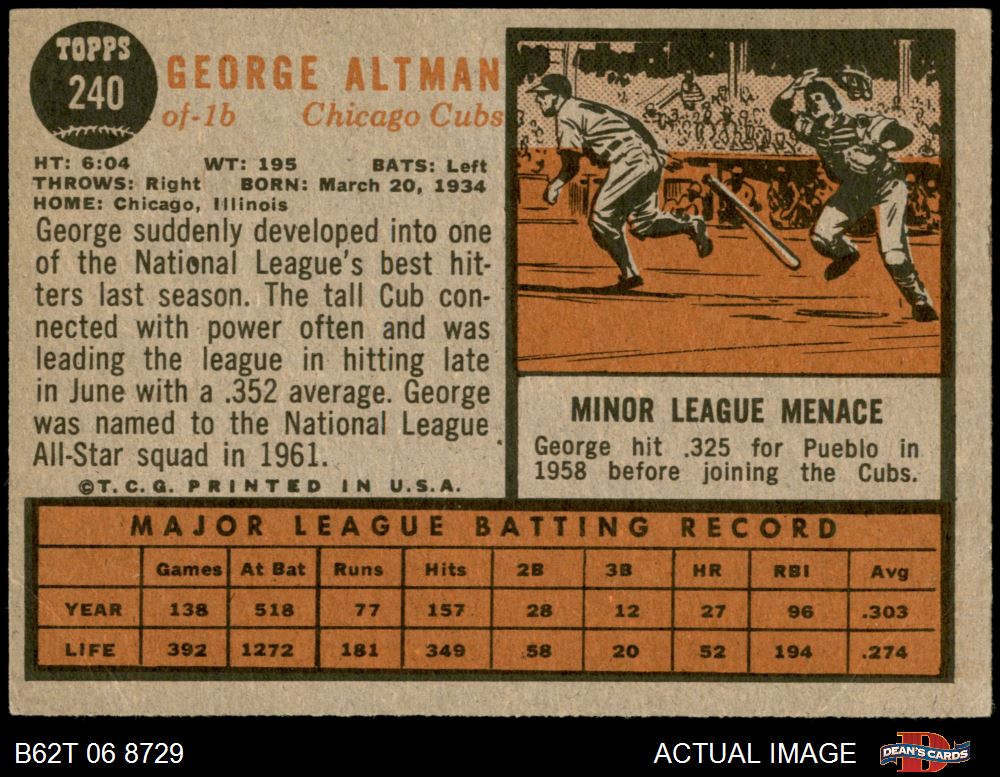 TOPPS
240
GEORGE ALTMAN
of-1b Chicago Cubs
HT: 6:04 WT: 195 BATS: Left
THROWS: Right BORN: March 20, 1934
HOME: Chicago, Illinois
George suddenly developed into one
of the National League's best hit-
ters last season. The tall Cub con-
nected with power often and was
leading the league in hitting late
in June with a .352 average. George
was named to the National League
All-Star squad in 1961.
©T.C.G. PRINTED IN U.S.A.
MINOR LEAGUE MENACE
George hit .325 for Pueblo in
1958 before joining the Cubs.
MAJOR LEAGUE BATTING RECORD
Games At Bat Runs Hits 2B 3B HR RBI Avg
YEAR 138 518 77 157 28 12 27 96 .303
LIFE 392 1272 181 349 58 20 52 194 .274
B62T 06 8729
ACTUAL IMAGE
DEAN'S CARDS